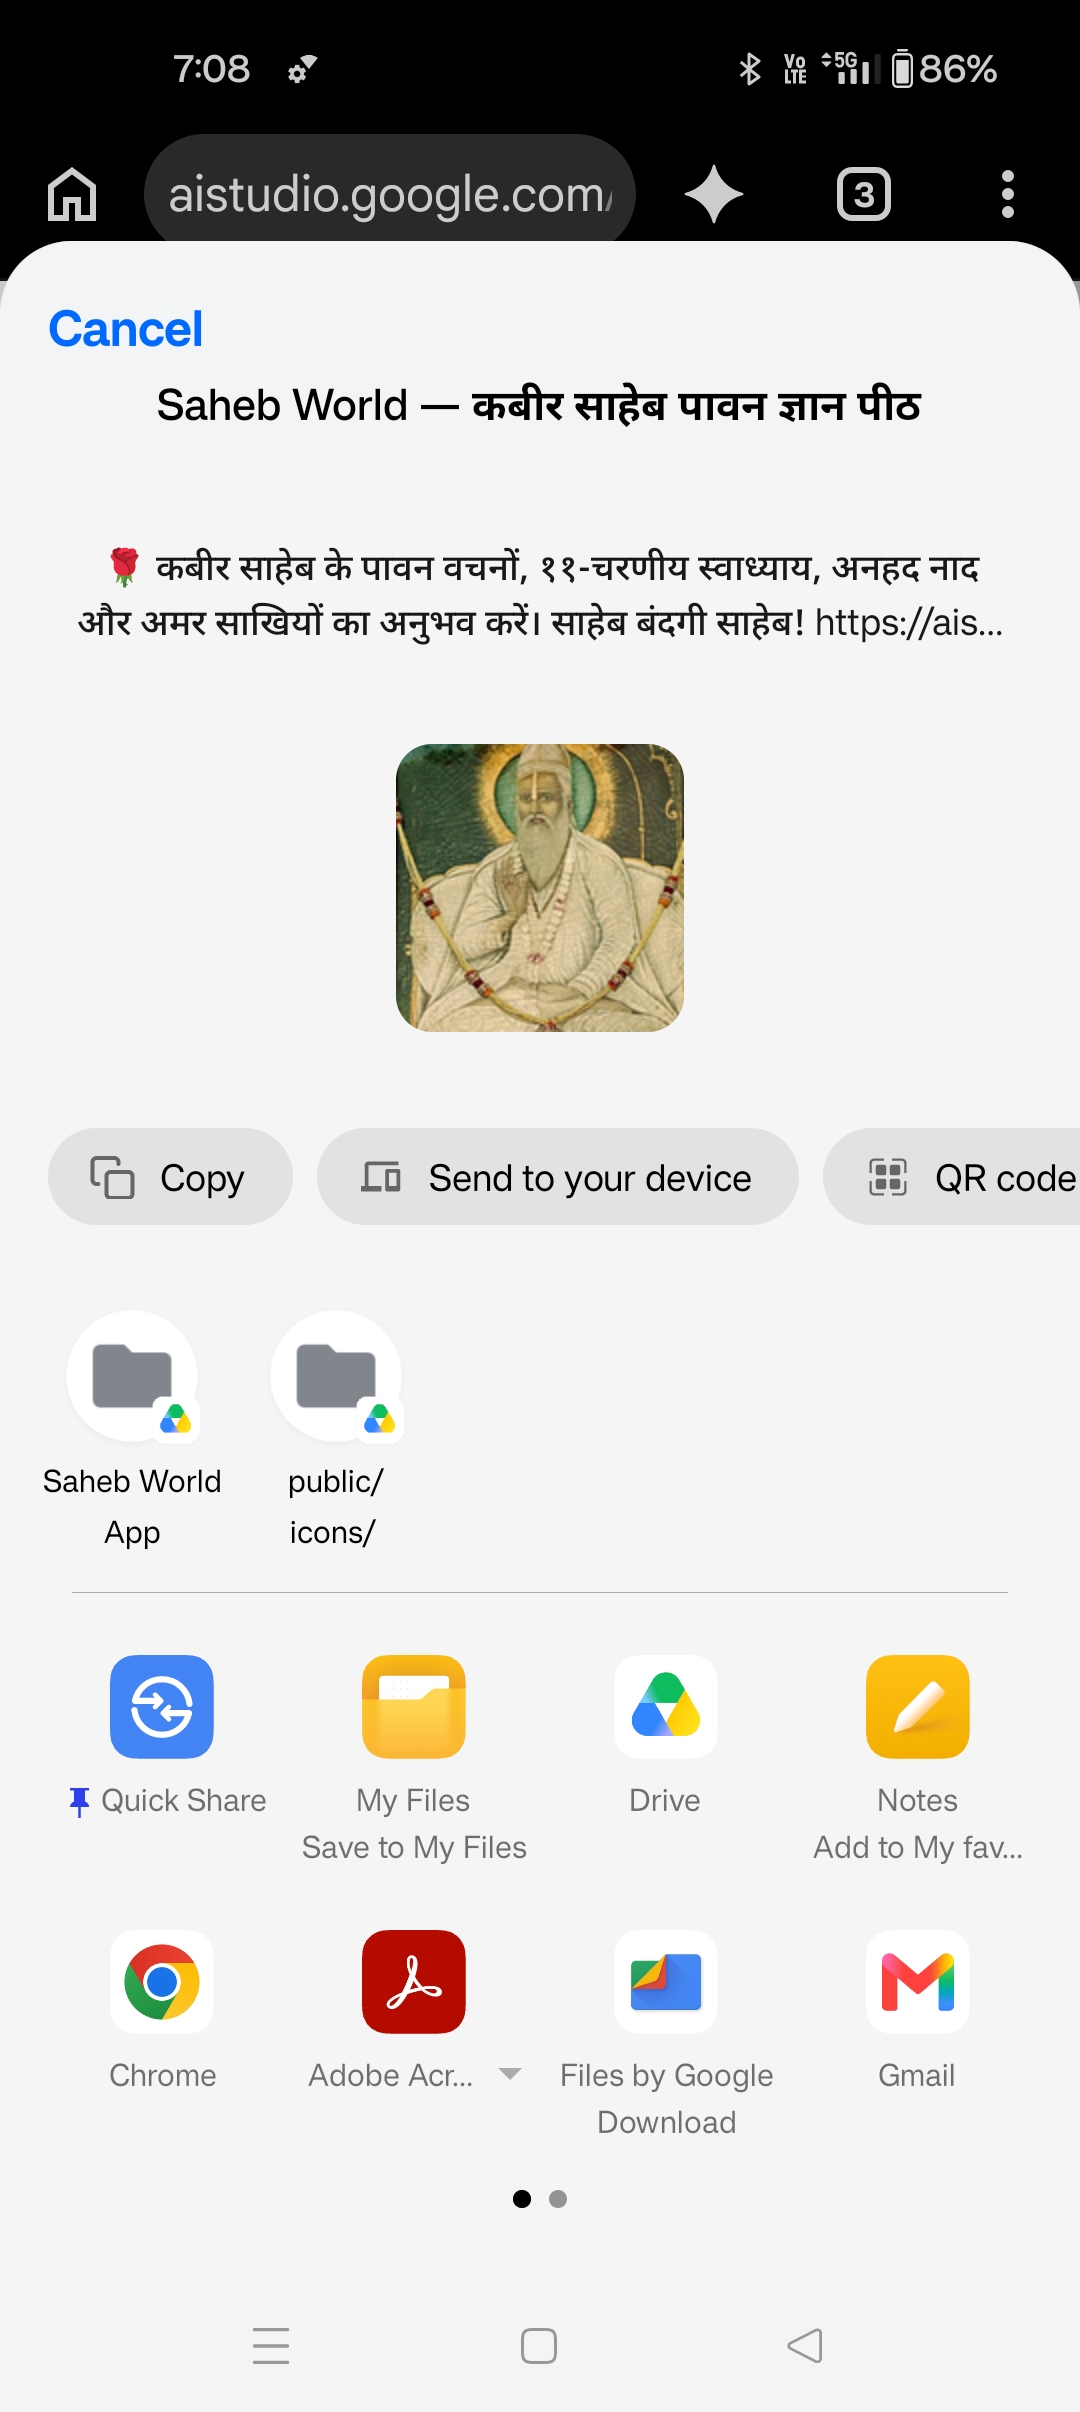 7:08 Vo LTE 5G 86%
aistudio.google.com/ 3
Cancel
Saheb World — कबीर साहेब पावन ज्ञान पीठ
🌹 कबीर साहेब के पावन वचनों, ११-चरणीय स्वाध्याय, अनहद नाद
और अमर साखियों का अनुभव करें। साहेब बंदगी साहेब! https://ais...
Copy Send to your device QR code
Saheb World
App
public/
icons/
Quick Share My Files Drive Notes
Save to My Files Add to My fav...
Chrome Adobe Acr... Files by Google Gmail
Download